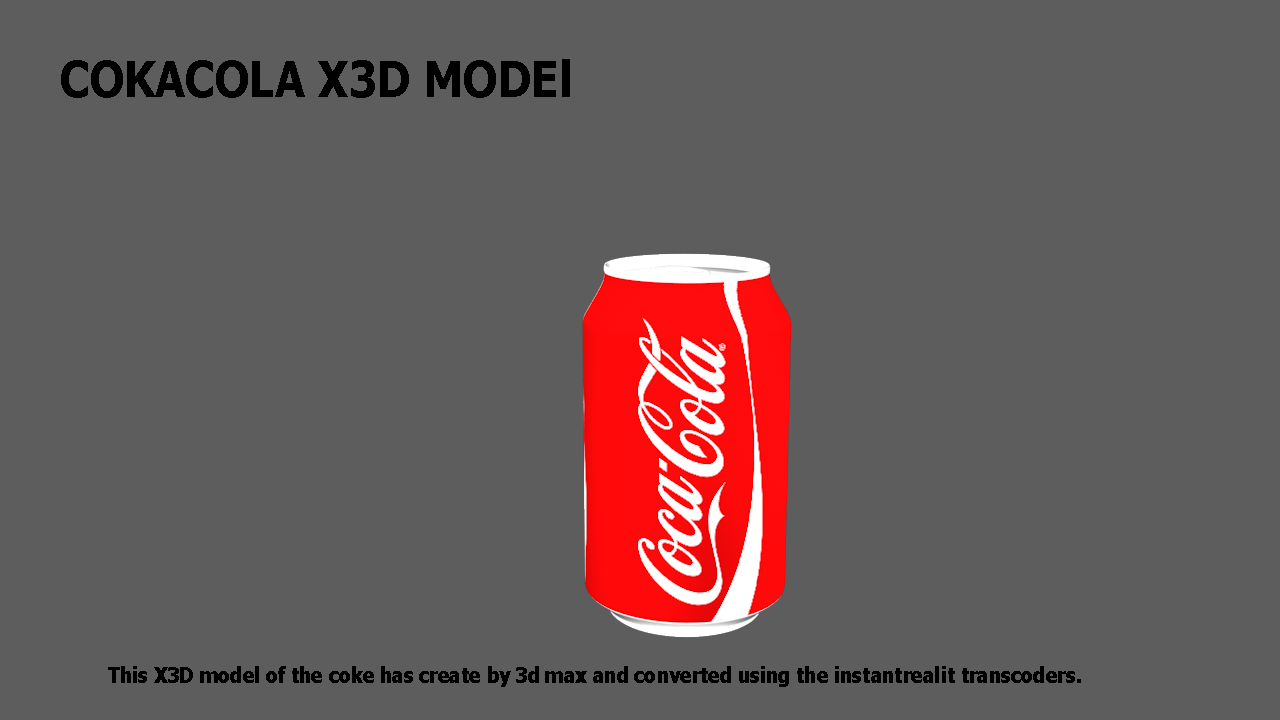 COKACOLA X3D MODEl
Coca-Cola®
This X3D model of the coke has create by 3d max and converted using the instantrealit transcoders.